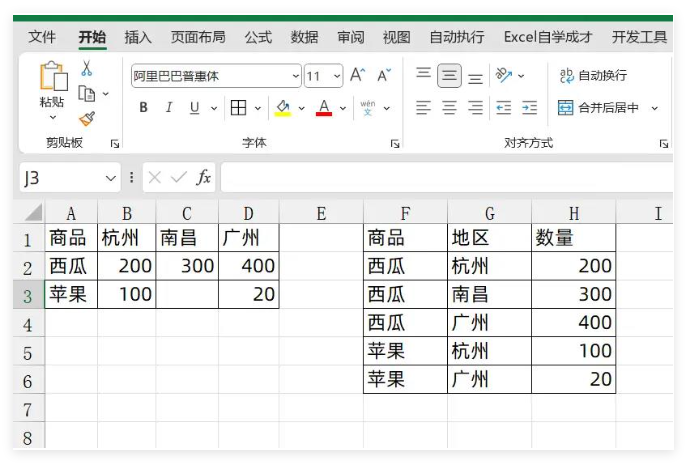 文件 开始 插入 页面布局 公式 数据 审阅 视图 自动执行 Excel自学成才 开发工具
阿里巴巴普惠体 11 A A ab 自动换行
粘贴 B I U A wén 文 合并后居中
剪贴板 字体 对齐方式
J3 fx
A B C D E F G H I
1 商品 杭州 南昌 广州 商品 地区 数量
2 西瓜 200 300 400 西瓜 杭州 200
3 苹果 100 20 西瓜 南昌 300
4 西瓜 广州 400
5 苹果 杭州 100
6 苹果 广州 20
7
8